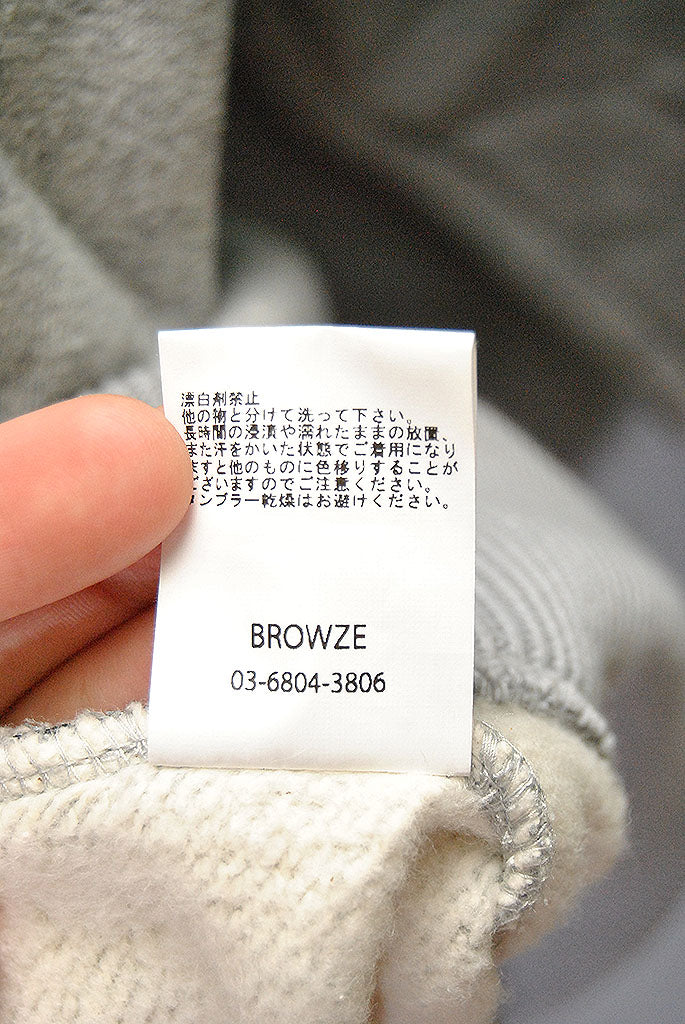 漂白剤禁止
他の物と分けて洗って下さい。
長時間の浸漬や濡れたままの放置、
また汗をかいた状態でご着用になり
ますと他のものに色移りすることが
ございますのでご注意ください。
タンブラー乾燥はお避けください。
BROWZE
03-6804-3806